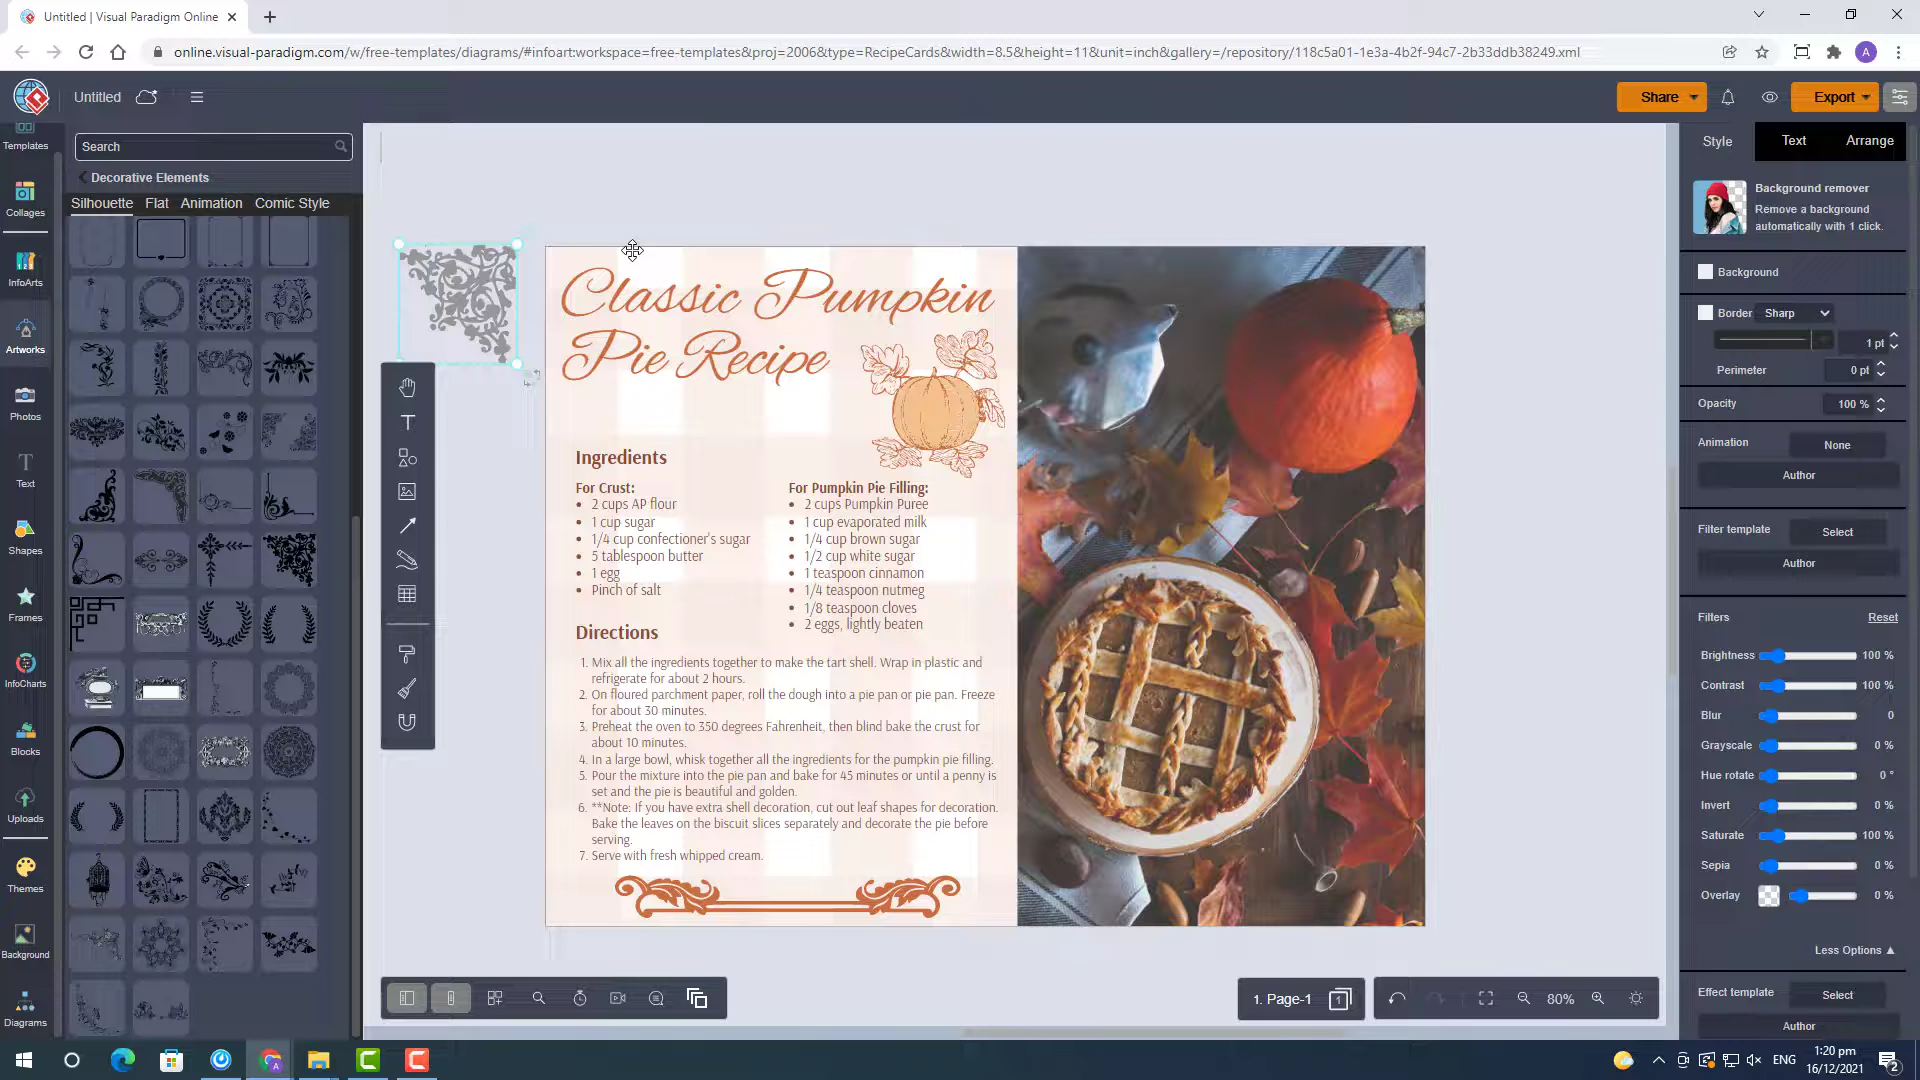 Untitled | Visual Paradigm Online
online.visual-paradigm.com/w/free-templates/diagrams/#infoart:workspace=free-templates&proj=2006&type=RecipeCards&width=8.5&height=11&unit=inch&gallery=/repository/118c5a01-1e3a-4b2f-94c7-2b33ddb38249.xml
A
Untitled
Share
Export
Templates
Collages
InfoArts
Artworks
Photos
Text
Shapes
Frames
InfoCharts
Blocks
Uploads
Themes
Background
Diagrams
Search
Decorative Elements
Silhouette Flat Animation Comic Style
Classic Pumpkin
Pie Recipe
Ingredients
For Crust:
• 2 cups AP flour
• 1 cup sugar
• 1/4 cup confectioner's sugar
• 5 tablespoon butter
• 1 egg
• Pinch of salt
For Pumpkin Pie Filling:
• 2 cups Pumpkin Puree
• 1 cup evaporated milk
• 1/4 cup brown sugar
• 1/2 cup white sugar
• 1 teaspoon cinnamon
• 1/4 teaspoon nutmeg
• 1/8 teaspoon cloves
• 2 eggs, lightly beaten
Directions
1. Mix all the ingredients together to make the tart shell. Wrap in plastic and
refrigerate for about 2 hours.
2. On floured parchment paper, roll the dough into a pie pan or pie pan. Freeze
for about 30 minutes.
3. Preheat the oven to 350 degrees Fahrenheit, then blind bake the crust for
about 10 minutes.
4. In a large bowl, whisk together all the ingredients for the pumpkin pie filling.
5. Pour the mixture into the pie pan and bake for 45 minutes or until a penny is
set and the pie is beautiful and golden.
6. **Note: If you have extra shell decoration, cut out leaf shapes for decoration.
Bake the leaves on the biscuit slices separately and decorate the pie before
serving.
7. Serve with fresh whipped cream.
1. Page-1
1
80%
Style Text Arrange
Background remover
Remove a background
automatically with 1 click.
Background
Border Sharp
1 pt
Perimeter 0 pt
Opacity 100 %
Animation None
Author
Filter template Select
Author
Filters Reset
Brightness 100 %
Contrast 100 %
Blur 0
Grayscale 0 %
Hue rotate 0 °
Invert 0 %
Saturate 100 %
Sepia 0 %
Overlay 0 %
Less Options ▲
Effect template Select
Author
ENG
1:20 pm
16/12/2021
2